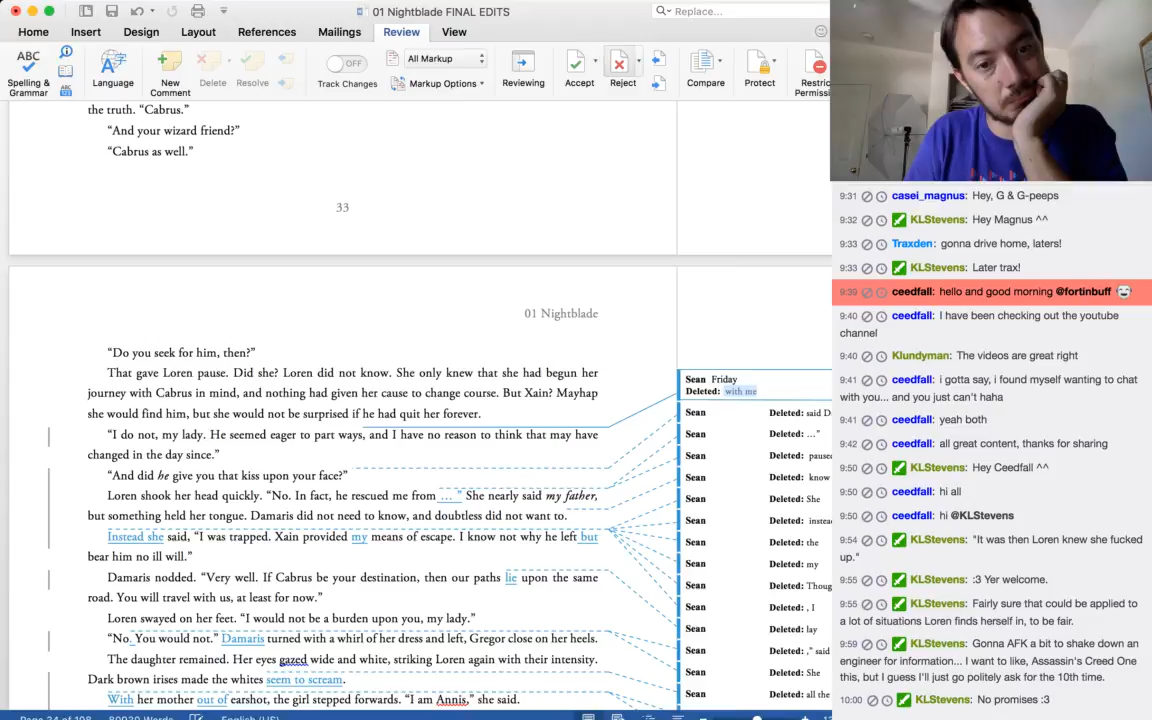 01 Nightblade FINAL EDITS
Replace...
Home Insert Design Layout References Mailings Review View
ABC
ABC
OFF
All Markup
Markup Options
Spelling & Grammar
Language
New Comment
Delete
Resolve
Track Changes
Reviewing
Accept
Reject
Compare
Protect
Restric
Permissi
the truth. “Cabrus.”
“And your wizard friend?”
“Cabrus as well.”
33
01 Nightblade
“Do you seek for him, then?”
That gave Loren pause. Did she? Loren did not know. She only knew that she had begun her
journey with Cabrus in mind, and nothing had given her cause to change course. But Xain? Mayhap
she would find him, but she would not be surprised if he had quit her forever.
“I do not, my lady. He seemed eager to part ways, and I have no reason to think that may have
changed in the day since.”
“And did he give you that kiss upon your face?”
Loren shook her head quickly. “No. In fact, he rescued me from … ” She nearly said my father,
but something held her tongue. Damaris did not need to know, and doubtless did not want to.
Instead she said, “I was trapped. Xain provided my means of escape. I know not why he left but
bear him no ill will.”
Damaris nodded. “Very well. If Cabrus be your destination, then our paths lie upon the same
road. You will travel with us, at least for now.”
Loren swayed on her feet. “I would not be a burden upon you, my lady.”
“No. You would not.” Damaris turned with a whirl of her dress and left, Gregor close on her heels.
The daughter remained. Her eyes gazed wide and white, striking Loren again with their intensity.
Dark brown irises made the whites seem to scream.
With her mother out of earshot, the girl stepped forwards. “I am Annis,” she said.
Sean Friday
Deleted: with me
Sean Deleted: said D
Sean Deleted: …”
Sean Deleted: pause
Sean Deleted: know
Sean Deleted: She
Sean Deleted: instea
Sean Deleted: the
Sean Deleted: my
Sean Deleted: Thoug
Sean Deleted: , I
Sean Deleted: lay
Sean Deleted: ,” said
Sean Deleted: She
Sean Deleted: all the
English (US)
9:31 casei_magnus: Hey, G & G-peeps
9:32 KLStevens: Hey Magnus ^^
9:33 Traxden: gonna drive home, laters!
9:33 KLStevens: Later trax!
9:39 ceedfall: hello and good morning @fortinbuff
9:40 ceedfall: I have been checking out the youtube
channel
9:40 Klundyman: The videos are great right
9:41 ceedfall: i gotta say, i found myself wanting to chat
with you... and you just can't haha
9:41 ceedfall: yeah both
9:42 ceedfall: all great content, thanks for sharing
9:50 KLStevens: Hey Ceedfall ^^
9:50 ceedfall: hi all
9:50 ceedfall: hi @KLStevens
9:54 KLStevens: "It was then Loren knew she fucked
up."
9:55 KLStevens: :3 Yer welcome.
9:55 KLStevens: Fairly sure that could be applied to
a lot of situations Loren finds herself in, to be fair.
9:59 KLStevens: Gonna AFK a bit to shake down an
engineer for information... I want to like, Assassin's Creed One
this, but I guess I'll just go politely ask for the 10th time.
10:00 KLStevens: No promises :3